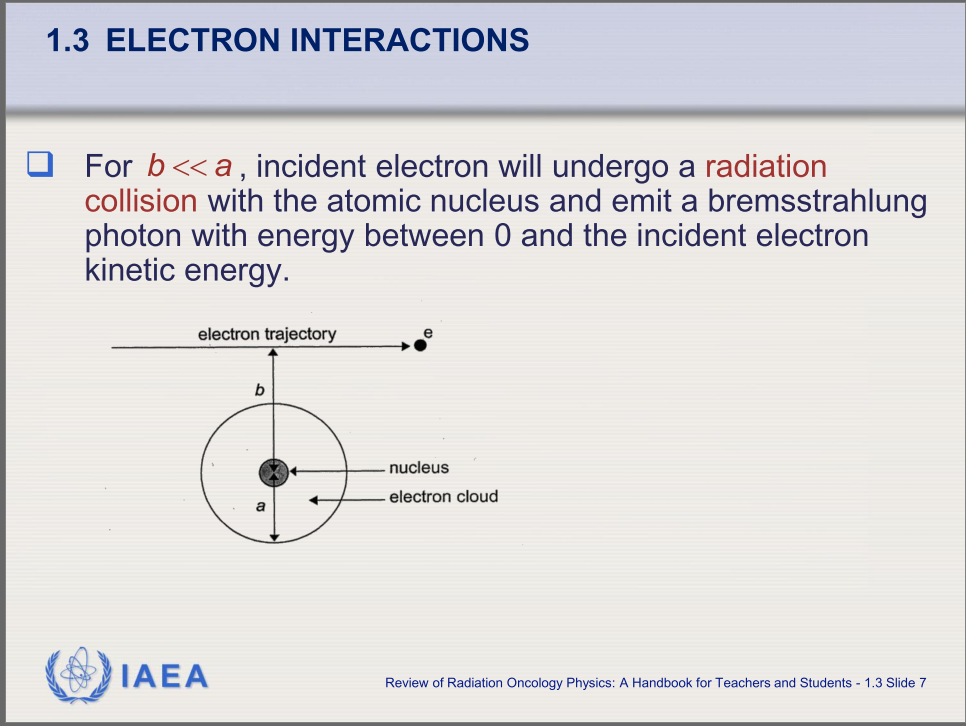 1.3 ELECTRON INTERACTIONS
For b << a , incident electron will undergo a radiation
collision with the atomic nucleus and emit a bremsstrahlung
photon with energy between 0 and the incident electron
kinetic energy.
electron trajectory
e
b
nucleus
electron cloud
a
IAEA
Review of Radiation Oncology Physics: A Handbook for Teachers and Students - 1.3 Slide 7